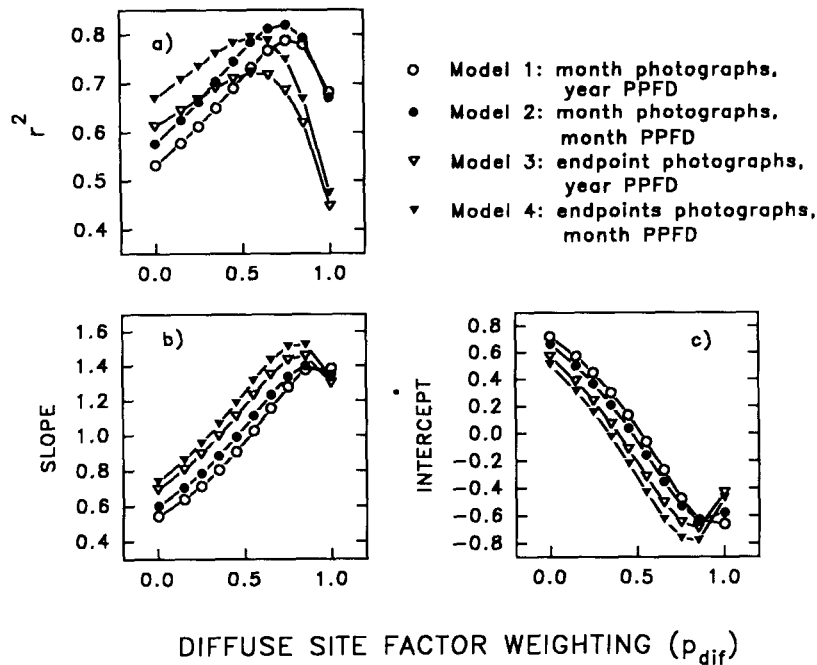 a)
r²
0.8
0.7
0.6
0.5
0.4
0.0 0.5 1.0
Model 1: month photographs,
year PPFD
Model 2: month photographs,
month PPFD
Model 3: endpoint photographs,
year PPFD
Model 4: endpoints photographs,
month PPFD
b)
SLOPE
1.6
1.4
1.2
1.0
0.8
0.6
0.4
0.0 0.5 1.0
c)
INTERCEPT
0.8
0.6
0.4
0.2
0.0
−0.2
−0.4
−0.6
−0.8
0.0 0.5 1.0
DIFFUSE SITE FACTOR WEIGHTING (p_dif)